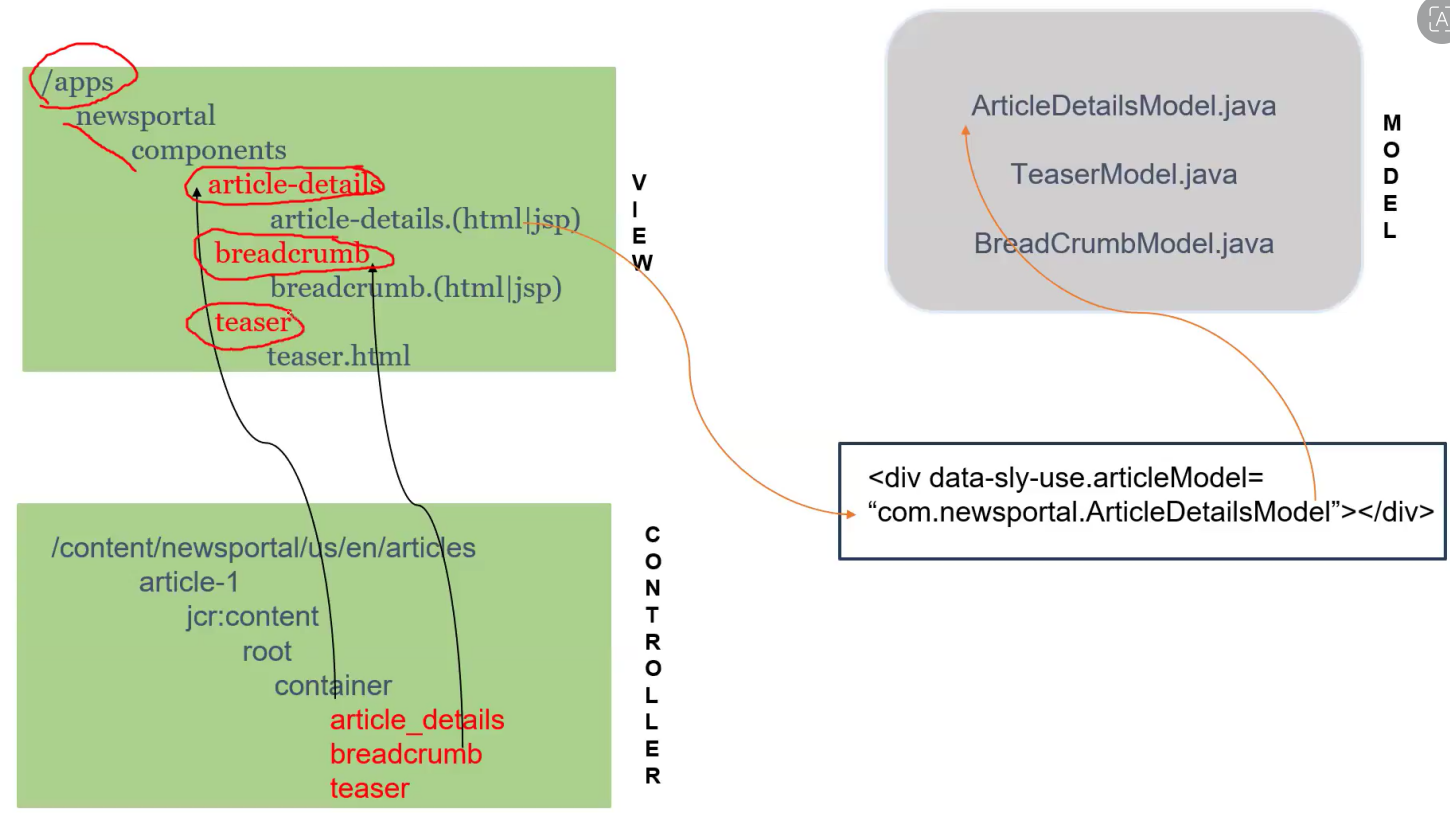 /apps
newsportal
components
article-details
article-details.(html|jsp)
breadcrumb
breadcrumb.(html|jsp)
teaser
teaser.html
VIEW
ArticleDetailsModel.java
TeaserModel.java
BreadCrumbModel.java
MODEL
<div data-sly-use.articleModel=
“com.newsportal.ArticleDetailsModel”></div>
/content/newsportal/us/en/articles
article-1
jcr:content
root
container
article_details
breadcrumb
teaser
CONTROLLER
A